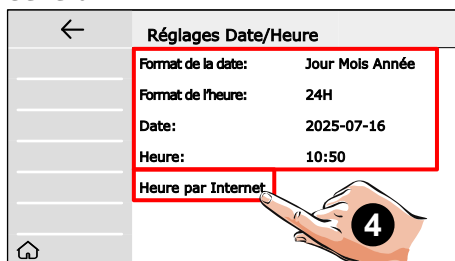 Réglages Date/Heure
Format de la date: Jour Mois Année
Format de l'heure: 24H
Date: 2025-07-16
Heure: 10:50
Heure par Internet
4